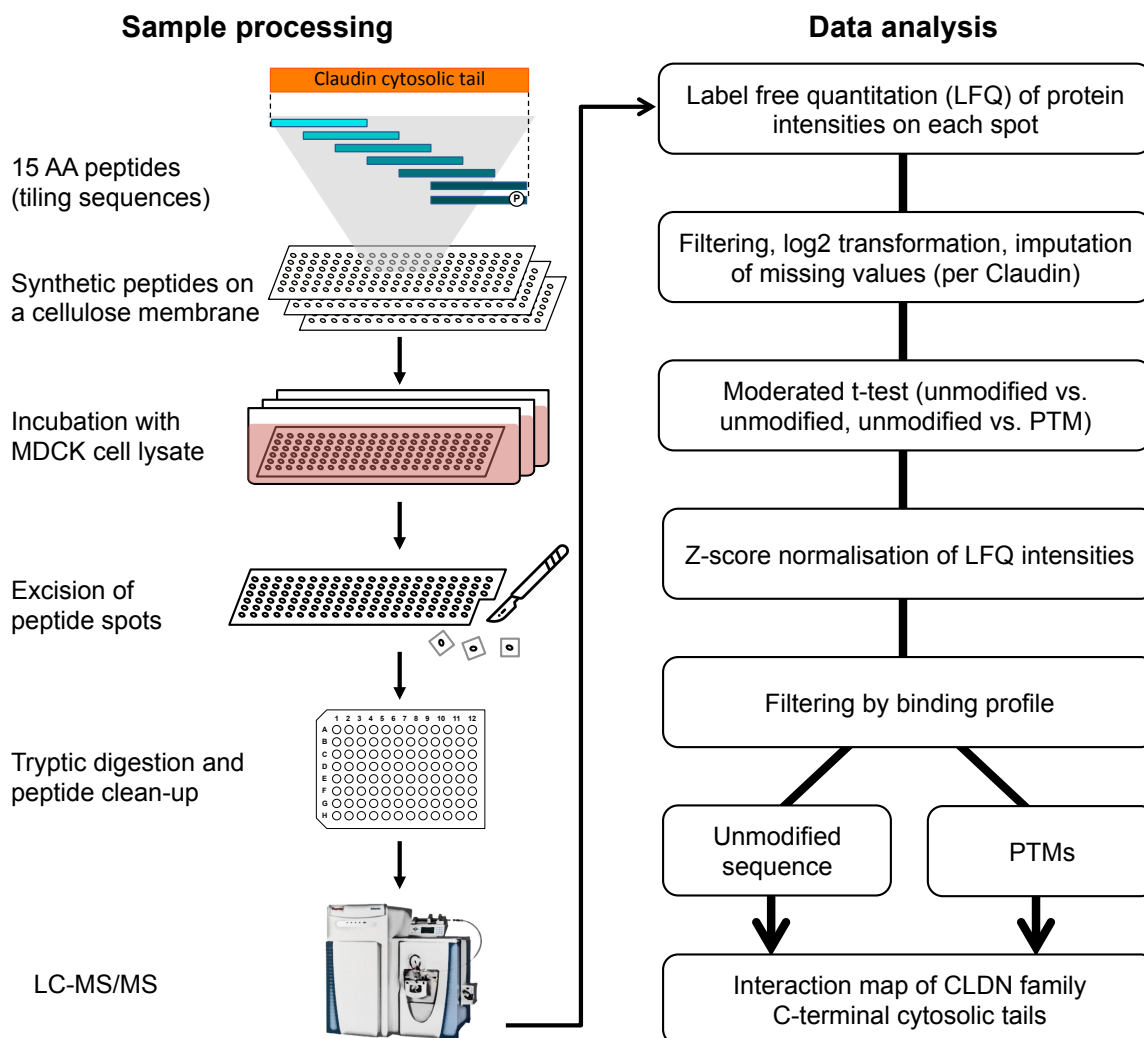 Sample processing
Claudin cytosolic tail
15 AA peptides
(tiling sequences)
P
Synthetic peptides on
a cellulose membrane
Incubation with
MDCK cell lysate
Excision of
peptide spots
Tryptic digestion and
peptide clean-up
1 2 3 4 5 6 7 8 9 10 11 12
A
B
C
D
E
F
G
H
LC-MS/MS
Data analysis
Label free quantitation (LFQ) of protein
intensities on each spot
Filtering, log2 transformation, imputation
of missing values (per Claudin)
Moderated t-test (unmodified vs.
unmodified, unmodified vs. PTM)
Z-score normalisation of LFQ intensities
Filtering by binding profile
Unmodified
sequence
PTMs
Interaction map of CLDN family
C-terminal cytosolic tails